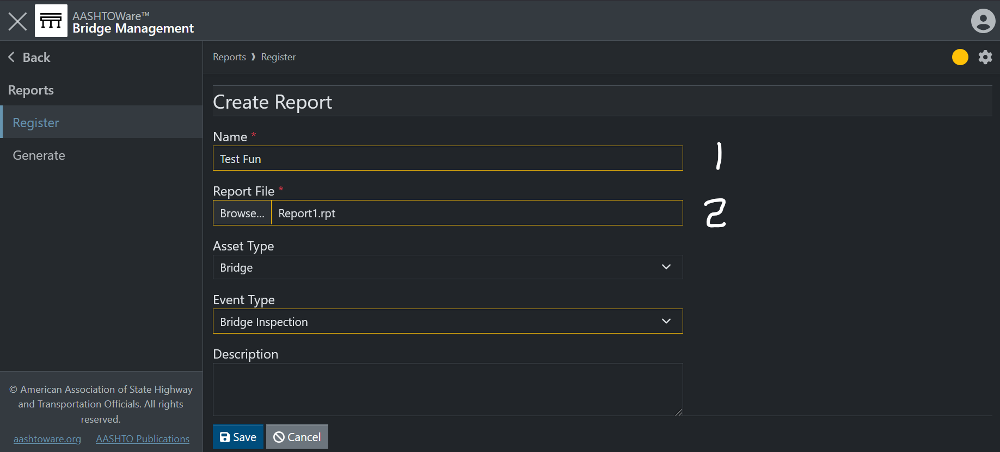 AASHTOWare™
Bridge Management
Back
Reports
Register
Generate
Reports ❱ Register
Create Report
Name *
Test Fun
1
Report File *
Browse... Report1.rpt
2
Asset Type
Bridge
Event Type
Bridge Inspection
Description
Save Cancel
© American Association of State Highway
and Transportation Officials. All rights
reserved.
aashtoware.org AASHTO Publications